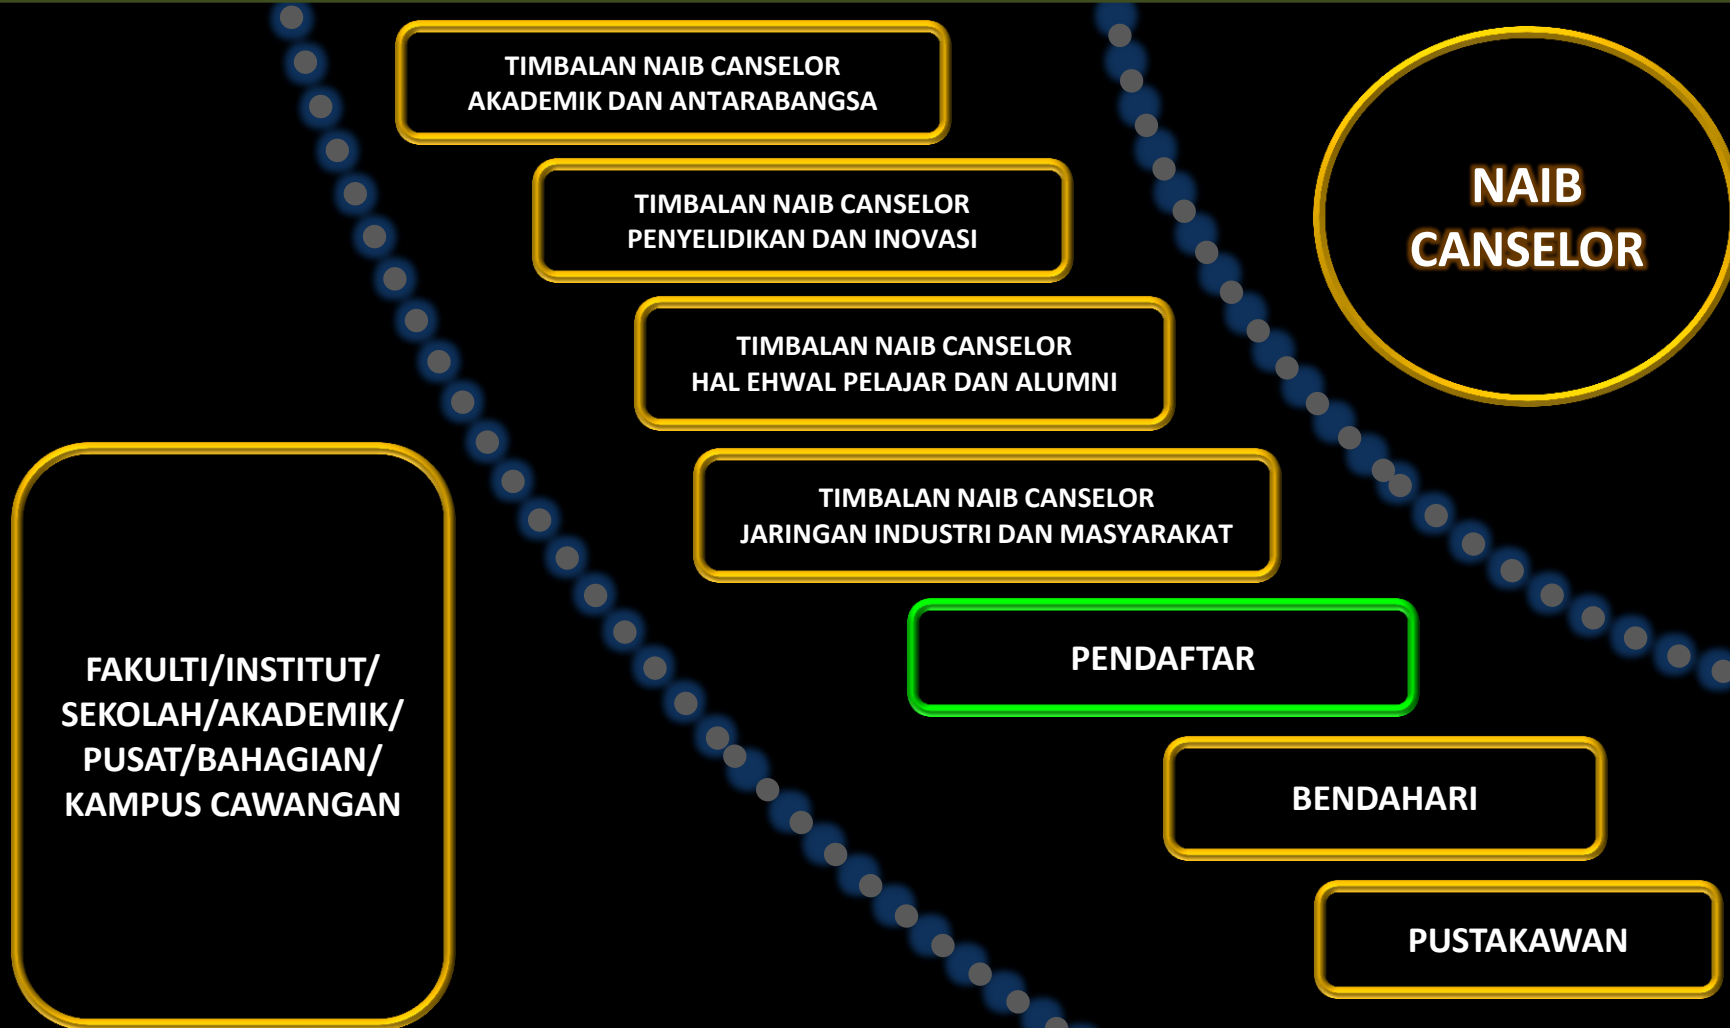 TIMBALAN NAIB CANSELOR
AKADEMIK DAN ANTARABANGSA
TIMBALAN NAIB CANSELOR
PENYELIDIKAN DAN INOVASI
NAIB
CANSELOR
TIMBALAN NAIB CANSELOR
HAL EHWAL PELAJAR DAN ALUMNI
TIMBALAN NAIB CANSELOR
JARINGAN INDUSTRI DAN MASYARAKAT
PENDAFTAR
FAKULTI/INSTITUT/
SEKOLAH/AKADEMIK/
PUSAT/BAHAGIAN/
KAMPUS CAWANGAN
BENDAHARI
PUSTAKAWAN